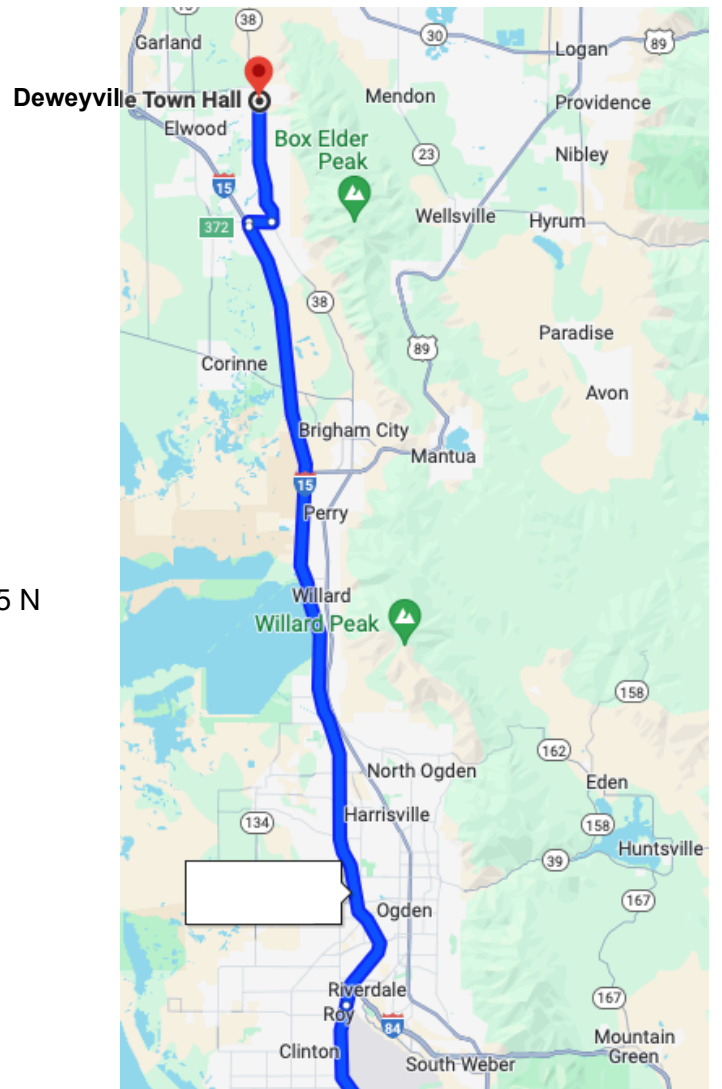 38
30
Garland
Logan
89
Deweyville Town Hall
Mendon
Providence
Elwood
Box Elder
Peak
23
Nibley
15
Wellsville
Hyrum
372
38
Paradise
89
Corinne
Avon
Brigham City
Mantua
15
Perry
5 N
Willard
Willard Peak
158
162
North Ogden
Eden
Harrisville
134
158
Huntsville
39
167
Ogden
Riverdale
167
Roy
84
Mountain
Green
Clinton
South Weber